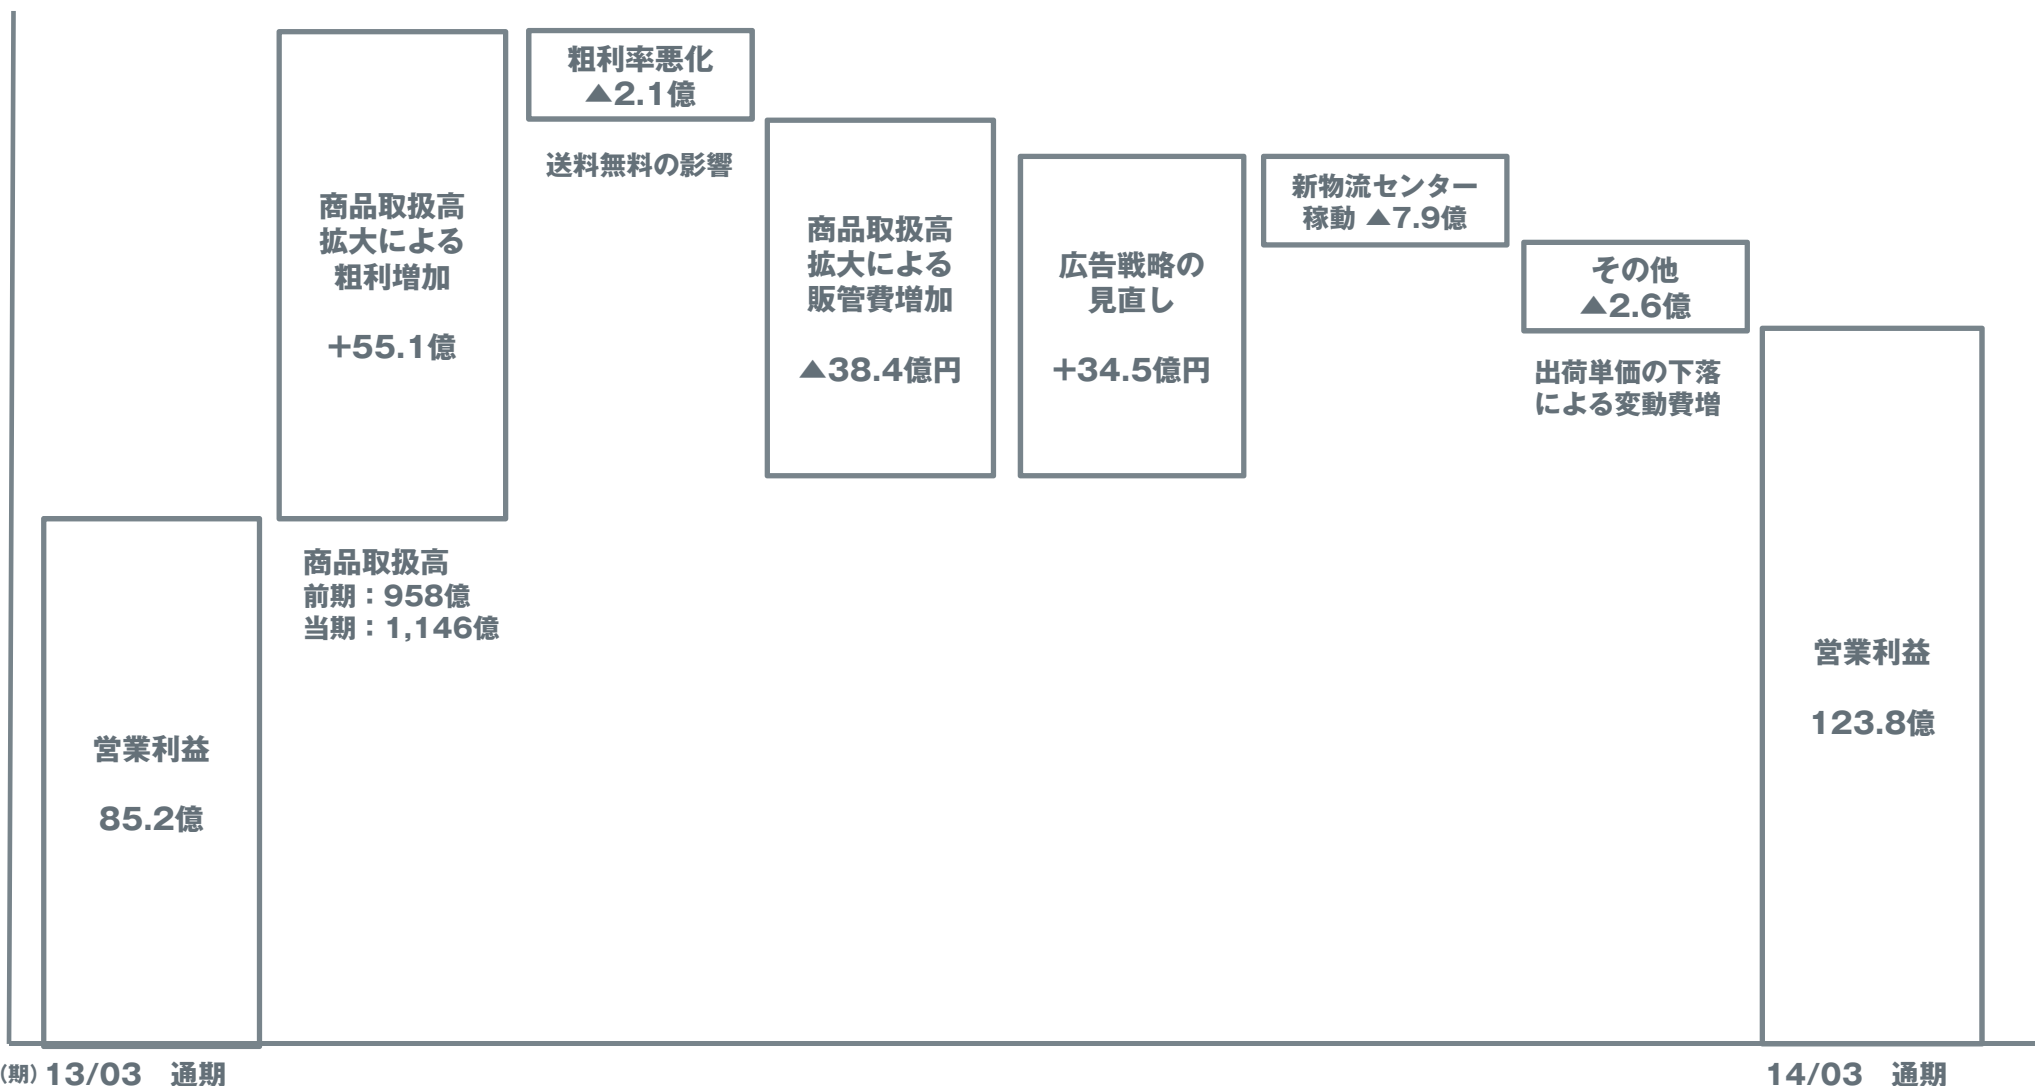 粗利率悪化
▲2.1億
送料無料の影響
商品取扱高
拡大による
粗利増加
+55.1億
商品取扱高
拡大による
販管費増加
▲38.4億円
広告戦略の
見直し
+34.5億円
新物流センター
稼動 ▲7.9億
その他
▲2.6億
出荷単価の下落
による変動費増
商品取扱高
前期：958億
当期：1,146億
営業利益
85.2億
営業利益
123.8億
(期) 13/03 通期
14/03 通期